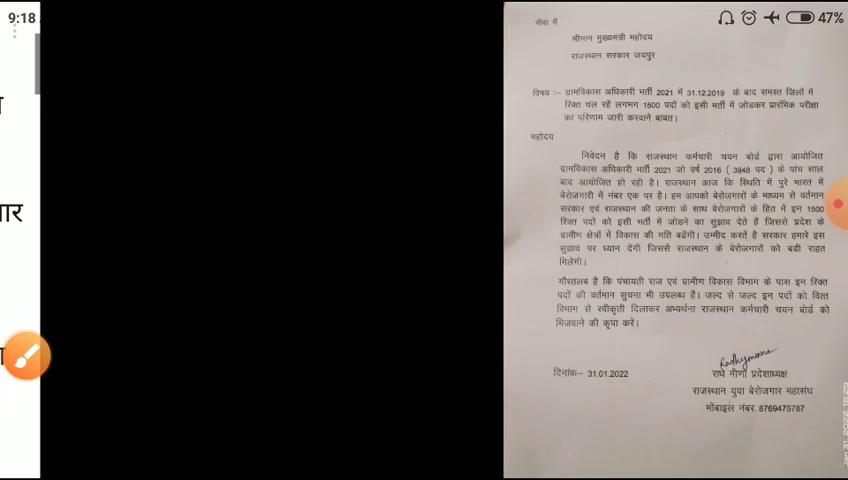 9:18
47%
ार
सेवा में
श्रीमान मुख्यमंत्री महोदय
राजस्थान सरकार जयपुर
विषय :- ग्रामविकास अधिकारी भर्ती 2021 में 31.12.2019 के बाद समस्त जिलों में
रिक्त चल रहें लगभग 1500 पदों को इसी भर्ती में जोडकर प्रारंभिक परीक्षा
का परिणाम जारी करवाने बाबत।
महोदय
निवेदन है कि राजस्थान कर्मचारी चयन बोर्ड द्वारा आयोजित
ग्रामविकास अधिकारी भर्ती 2021 जो वर्ष 2016 ( 3948 पद ) के पांच साल
बाद आयोजित हो रही है। राजस्थान आज कि स्थिति में पुरे भारत में
बेरोजगारी में नंबर एक पर है। हम आपको बेरोजगारों के माध्यम से वर्तमान
सरकार एवं राजस्थान की जनता के साथ बेरोजगारों के हित में इन 1500
रिक्त पदों को इसी भर्ती में जोडने का सुझाव देते हैं जिससे प्रदेश के
ग्रामीण क्षेत्रों में विकास की गति बढेंगी। उम्मीद करतें है सरकार हमारे इस
सुझाव पर ध्यान देगी जिससे राजस्थान के बेरोजगारों को बडी राहत
मिलेगी।
गौरतलब है कि पंचायती राज एवं ग्रामीण विकास विभाग के पास इन रिक्त
पदों की वर्तमान सुचना भी उपलब्ध हैं। जल्द से जल्द इन पदों को वित्त
विभाग से स्वीकृती दिलाकर अभ्यर्थना राजस्थान कर्मचारी चयन बोर्ड को
भिजवाने की कृपा करें।
दिनांक– 31.01.2022
राधे मीणा प्रदेशाध्यक्ष
राजस्थान युवा बेरोजगार महासंघ
मोंबाइल नंबर 8769475787